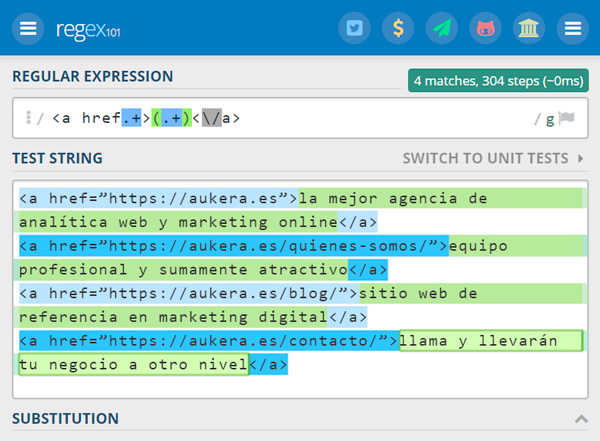 regex101
REGULAR EXPRESSION
4 matches, 304 steps (~0ms)
/ <a href.+>(.+)<\/a> / g
TEST STRING
SWITCH TO UNIT TESTS
<a href=”https://aukera.es”>la mejor agencia de
analítica web y marketing online</a>
<a href=”https://aukera.es/quienes-somos/”>equipo
profesional y sumamente atractivo</a>
<a href=”https://aukera.es/blog/”>sitio web de
referencia en marketing digital</a>
<a href=”https://aukera.es/contacto/”>llama y llevarán
tu negocio a otro nivel</a>
SUBSTITUTION